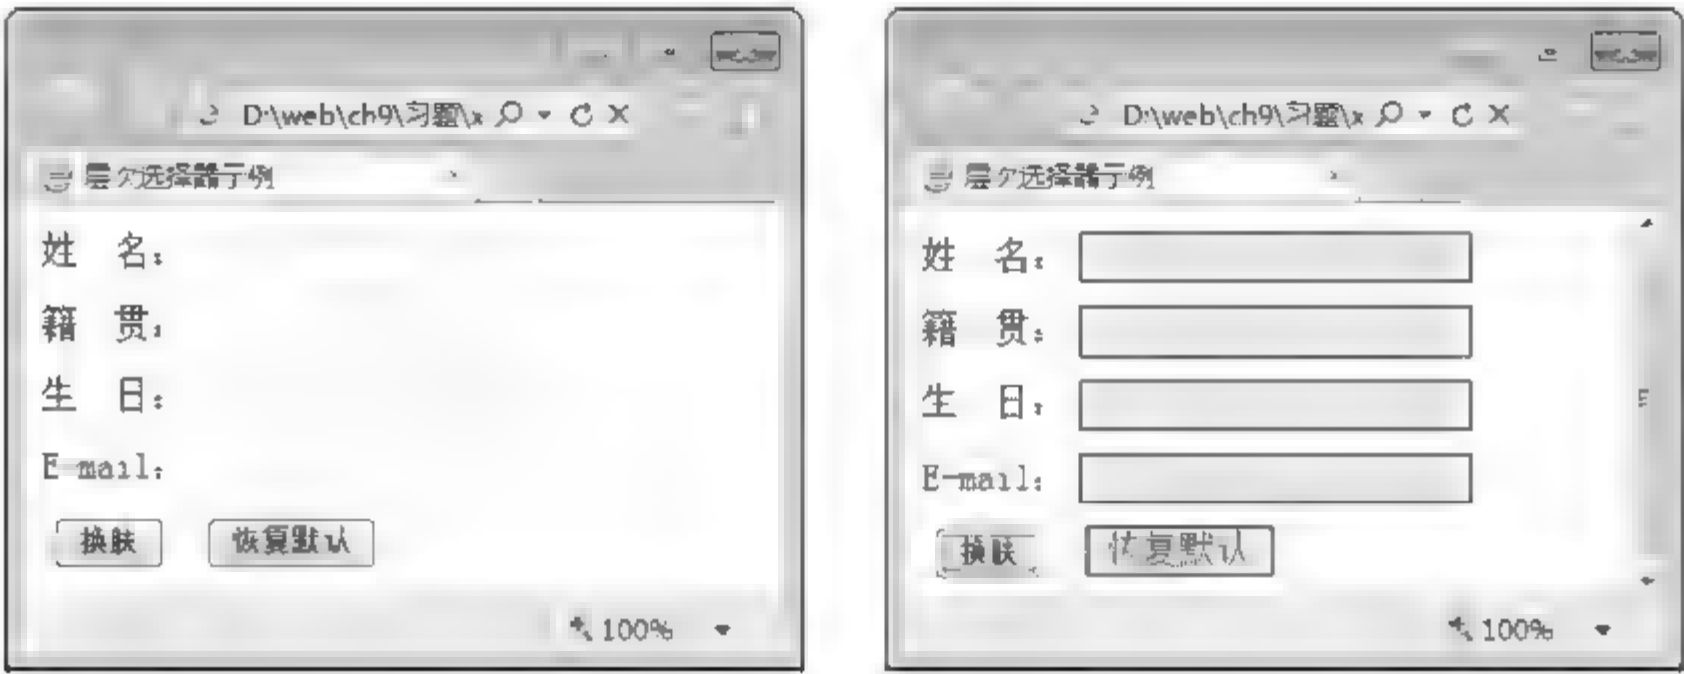 D:\web\ch9\习题\x
层次选择器示例
姓 名：
籍 贯：
生 日：
E-mail：
换肤 恢复默认
100%
D:\web\ch9\习题\x
层次选择器示例
姓 名：
籍 贯：
生 日：
E-mail：
换肤 恢复默认
100%